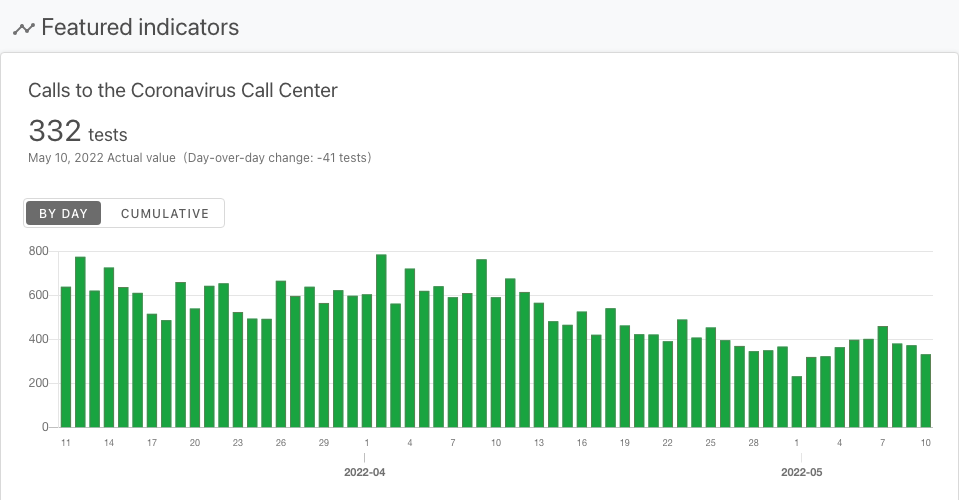 Featured indicators
Calls to the Coronavirus Call Center
332 tests
May 10, 2022 Actual value (Day-over-day change: -41 tests)
BY DAY CUMULATIVE
800
600
400
200
0
11 14 17 20 23 26 29 1 4 7 10 13 16 19 22 25 28 1 4 7 10
2022-04 2022-05